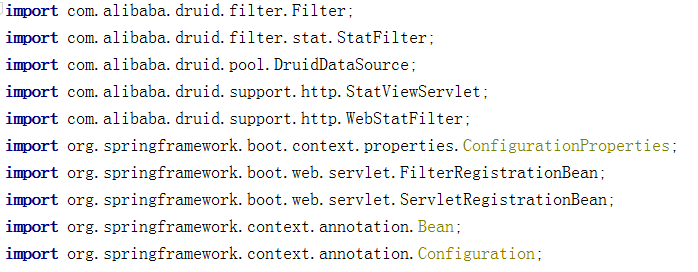 import com.alibaba.druid.filter.Filter;
import com.alibaba.druid.filter.stat.StatFilter;
import com.alibaba.druid.pool.DruidDataSource;
import com.alibaba.druid.support.http.StatViewServlet;
import com.alibaba.druid.support.http.WebStatFilter;
import org.springframework.boot.context.properties.ConfigurationProperties;
import org.springframework.boot.web.servlet.FilterRegistrationBean;
import org.springframework.boot.web.servlet.ServletRegistrationBean;
import org.springframework.context.annotation.Bean;
import org.springframework.context.annotation.Configuration;